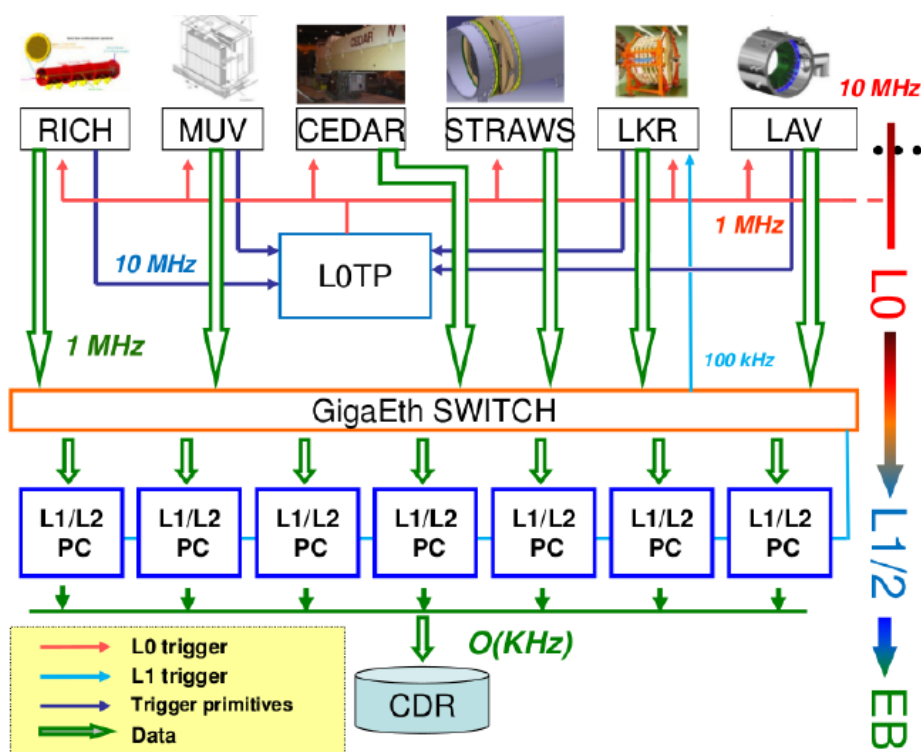 CEDAR
10 MHz
RICH
MUV
CEDAR
STRAWS
LKR
LAV
1 MHz
10 MHz
L0TP
L0
1 MHz
100 kHz
GigaEth SWITCH
L1/L2
PC
L1/L2
PC
L1/L2
PC
L1/L2
PC
L1/L2
PC
L1/L2
PC
L1/L2
PC
L1/2
L0 trigger
L1 trigger
Trigger primitives
Data
O(KHz)
CDR
EB